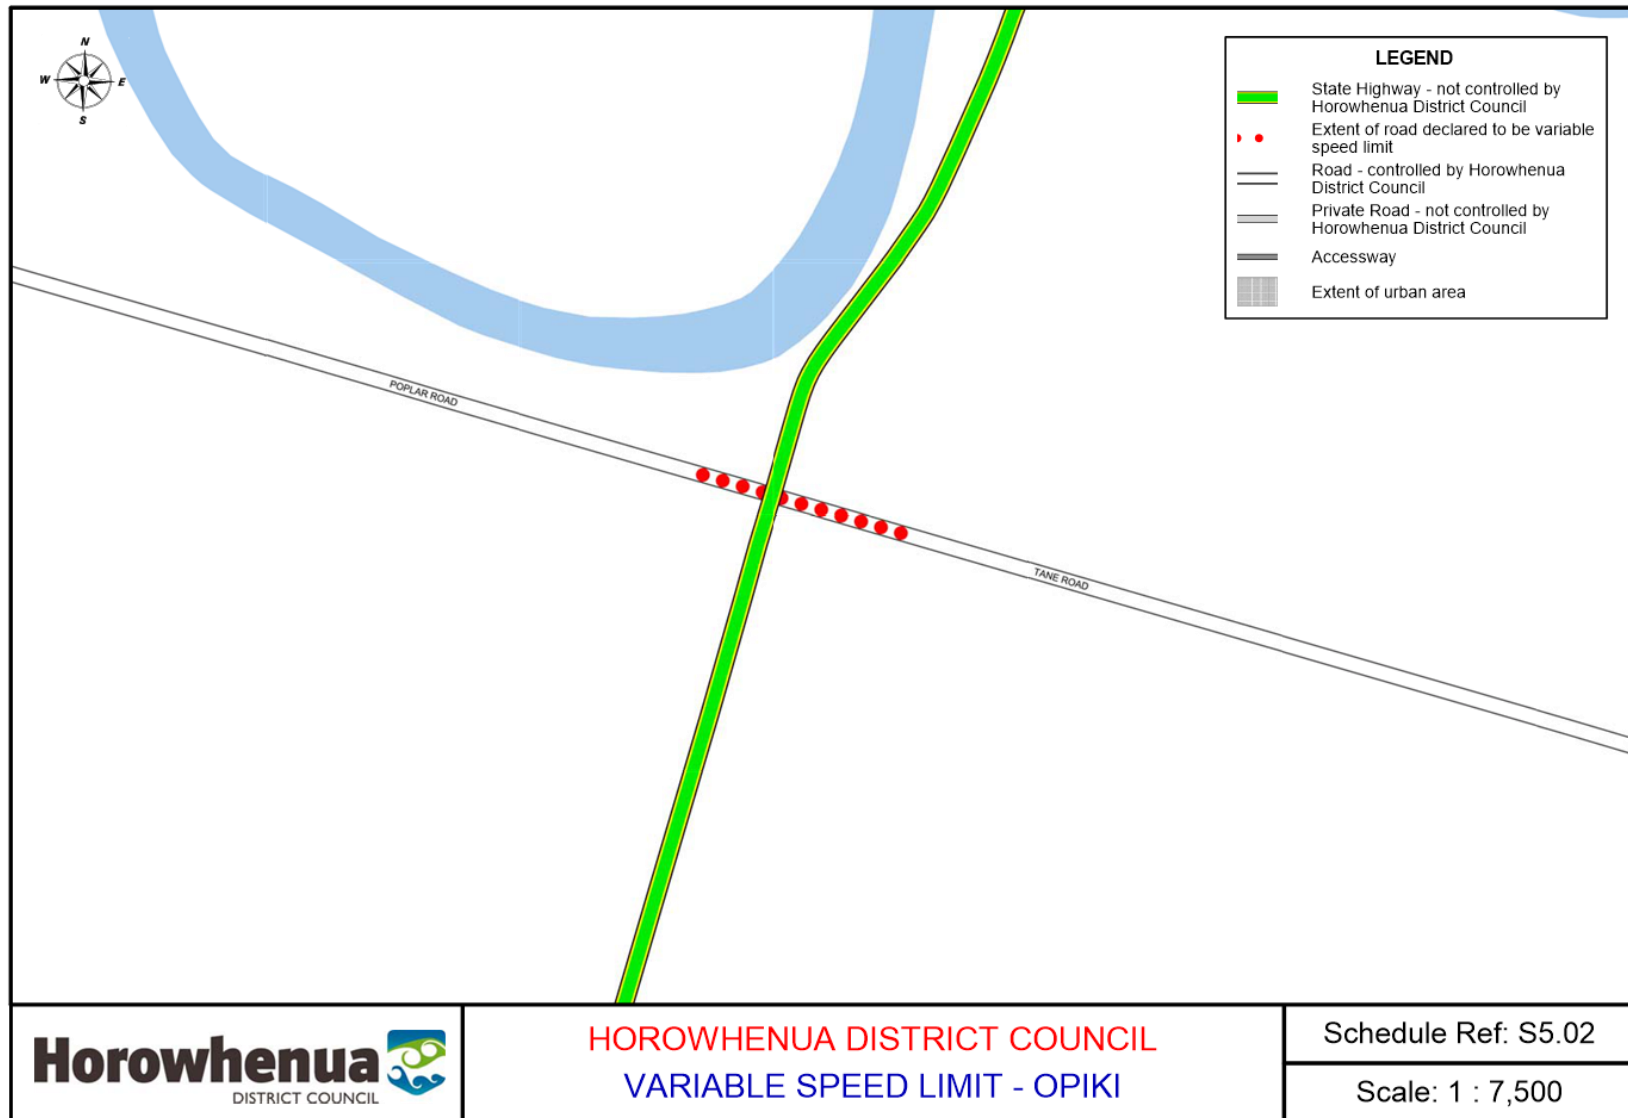 N
W E
S
LEGEND
State Highway - not controlled by
Horowhenua District Council
Extent of road declared to be variable
speed limit
Road - controlled by Horowhenua
District Council
Private Road - not controlled by
Horowhenua District Council
Accessway
Extent of urban area
POPLAR ROAD
TANE ROAD
Horowhenua
DISTRICT COUNCIL
HOROWHENUA DISTRICT COUNCIL
VARIABLE SPEED LIMIT - OPIKI
Schedule Ref: S5.02
Scale: 1 : 7,500